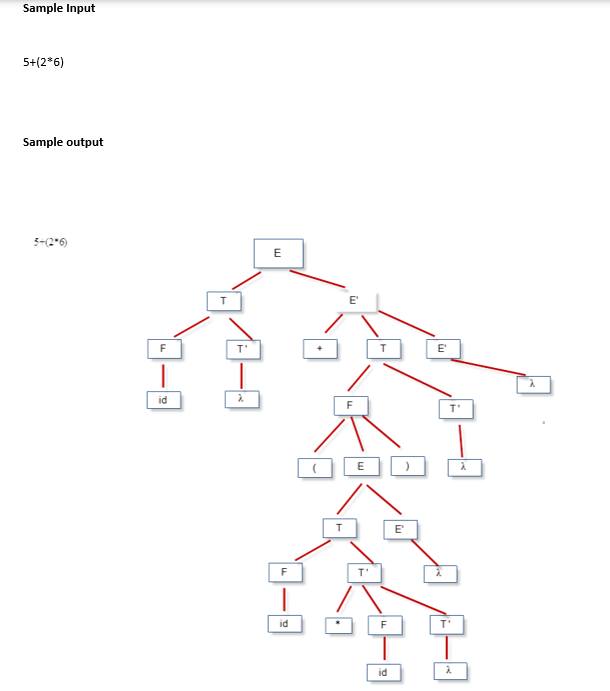 Sample Input
5+(2*6)
Sample output
5+(2*6)
E
T E'
F T' + T E'
λ
id λ
F T'
( E ) λ
T E'
F T' λ
id * F T'
id λ